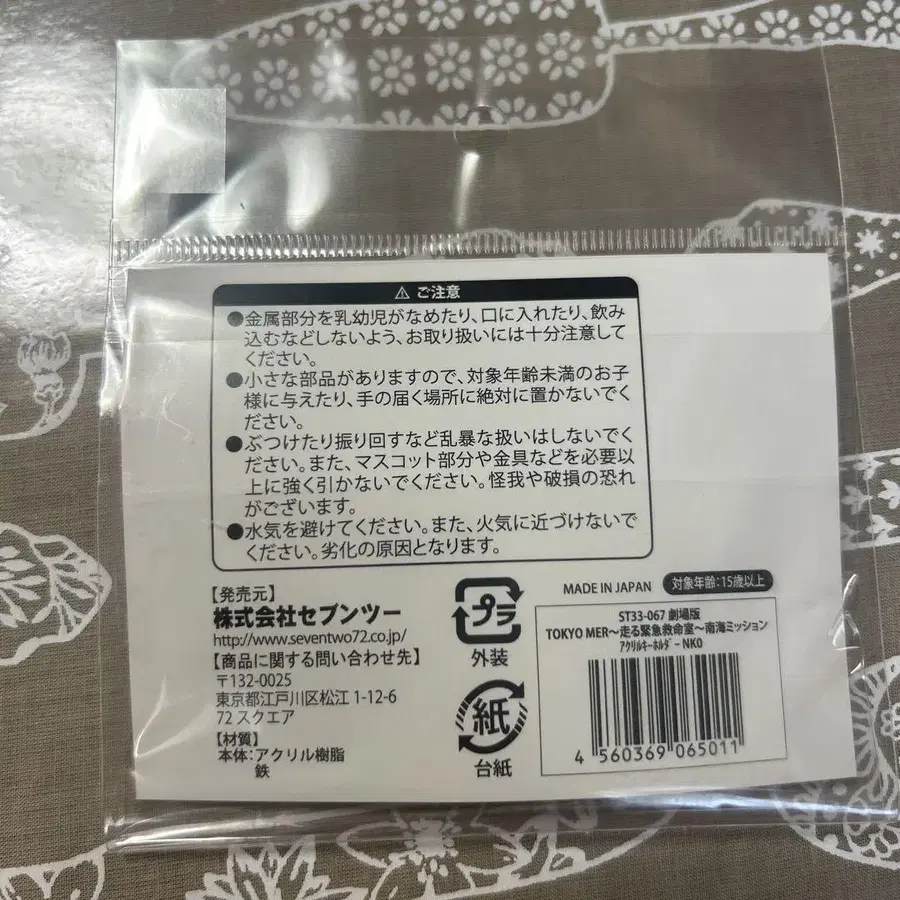 ⚠ ご注意
●金属部分を乳幼児がなめたり、口に入れたり、飲み
込むなどしないよう、お取り扱いには十分注意して
ください。
●小さな部品がありますので、対象年齢未満のお子
様に与えたり、手の届く場所に絶対に置かないでく
ださい。
●ぶつけたり振り回すなど乱暴な扱いはしないでく
ださい。また、マスコット部分や金具などを必要以
上に強く引かないでください。怪我や破損の恐れ
がございます。
●水気を避けてください。また、火気に近づけないで
ください。劣化の原因となります。
【発売元】
株式会社セブンツー
http://www.seventwo72.co.jp/
【商品に関する問い合わせ先】
〒132-0025
東京都江戸川区松江 1-12-6
72 スクエア
【材質】
本体：アクリル樹脂
鉄
プラ
外装
紙
台紙
MADE IN JAPAN
対象年齢：15歳以上
ST33-067 劇場版
TOKYO MER～走る緊急救命室～南海ミッション
ｱｸﾘﾙｷｰﾎﾙﾀﾞｰNKO
4 560369 065011